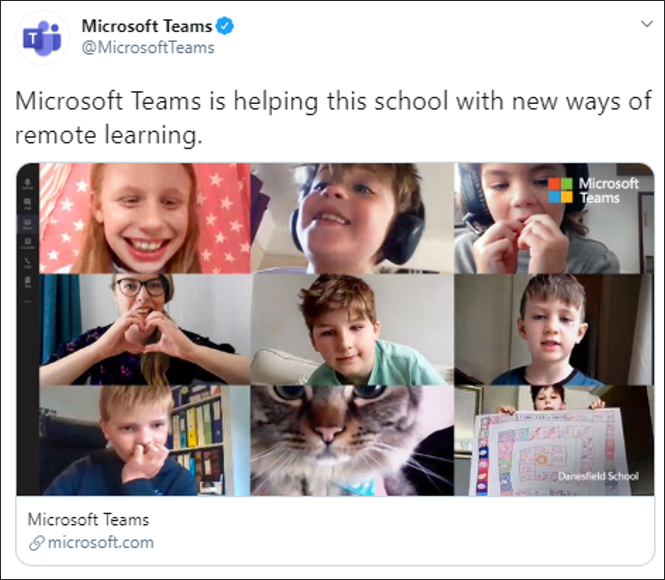 Microsoft Teams
@MicrosoftTeams
Microsoft Teams is helping this school with new ways of
remote learning.
Microsoft
Teams
Danesfield School
Microsoft Teams
microsoft.com